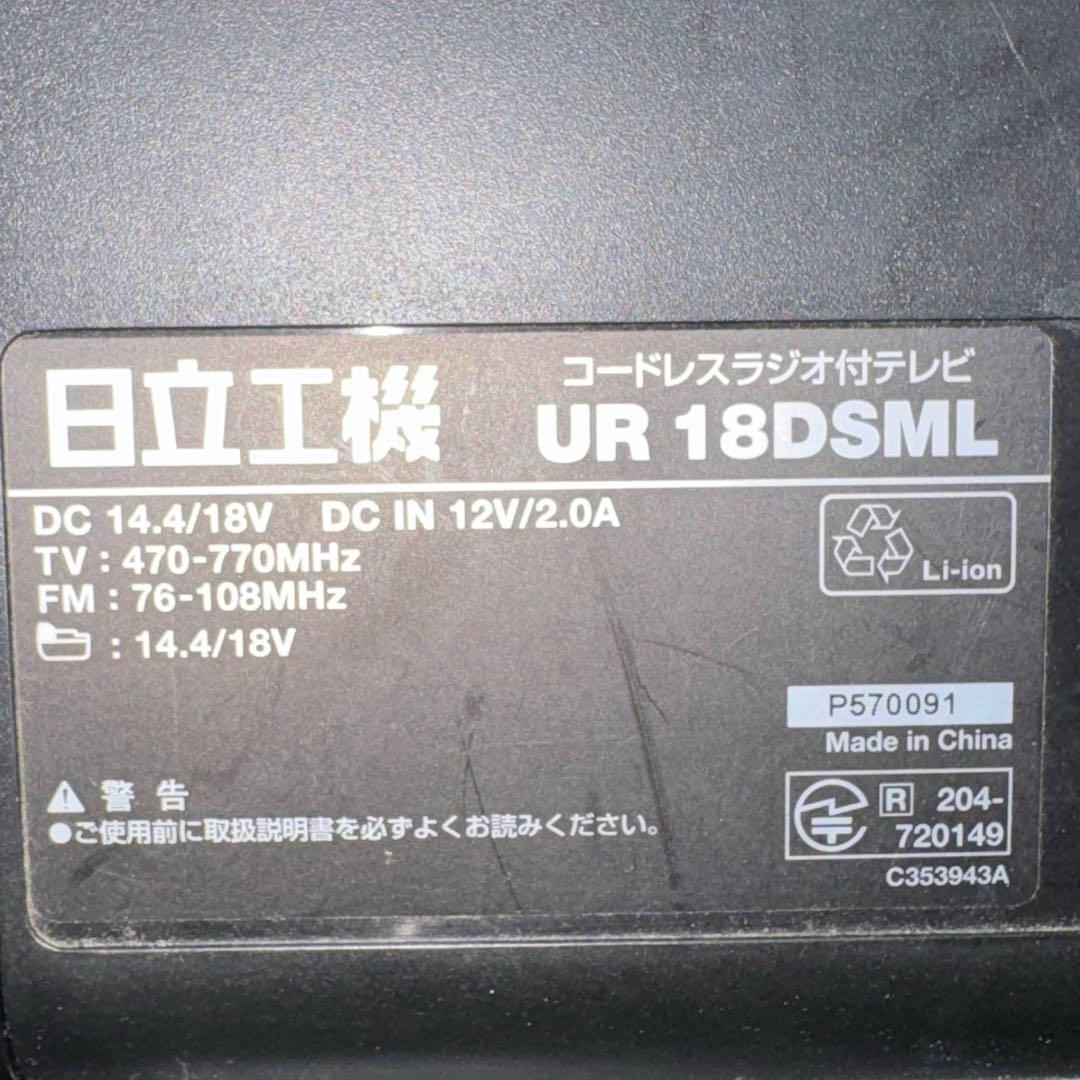 日立工機
コードレスラジオ付テレビ
UR 18DSML
DC 14.4/18V DC IN 12V/2.0A
TV : 470-770MHz
FM : 76-108MHz
: 14.4/18V
Li-ion
P570091
Made in China
R 204-
720149
C353943A
警告
●ご使用前に取扱説明書を必ずよくお読みください。